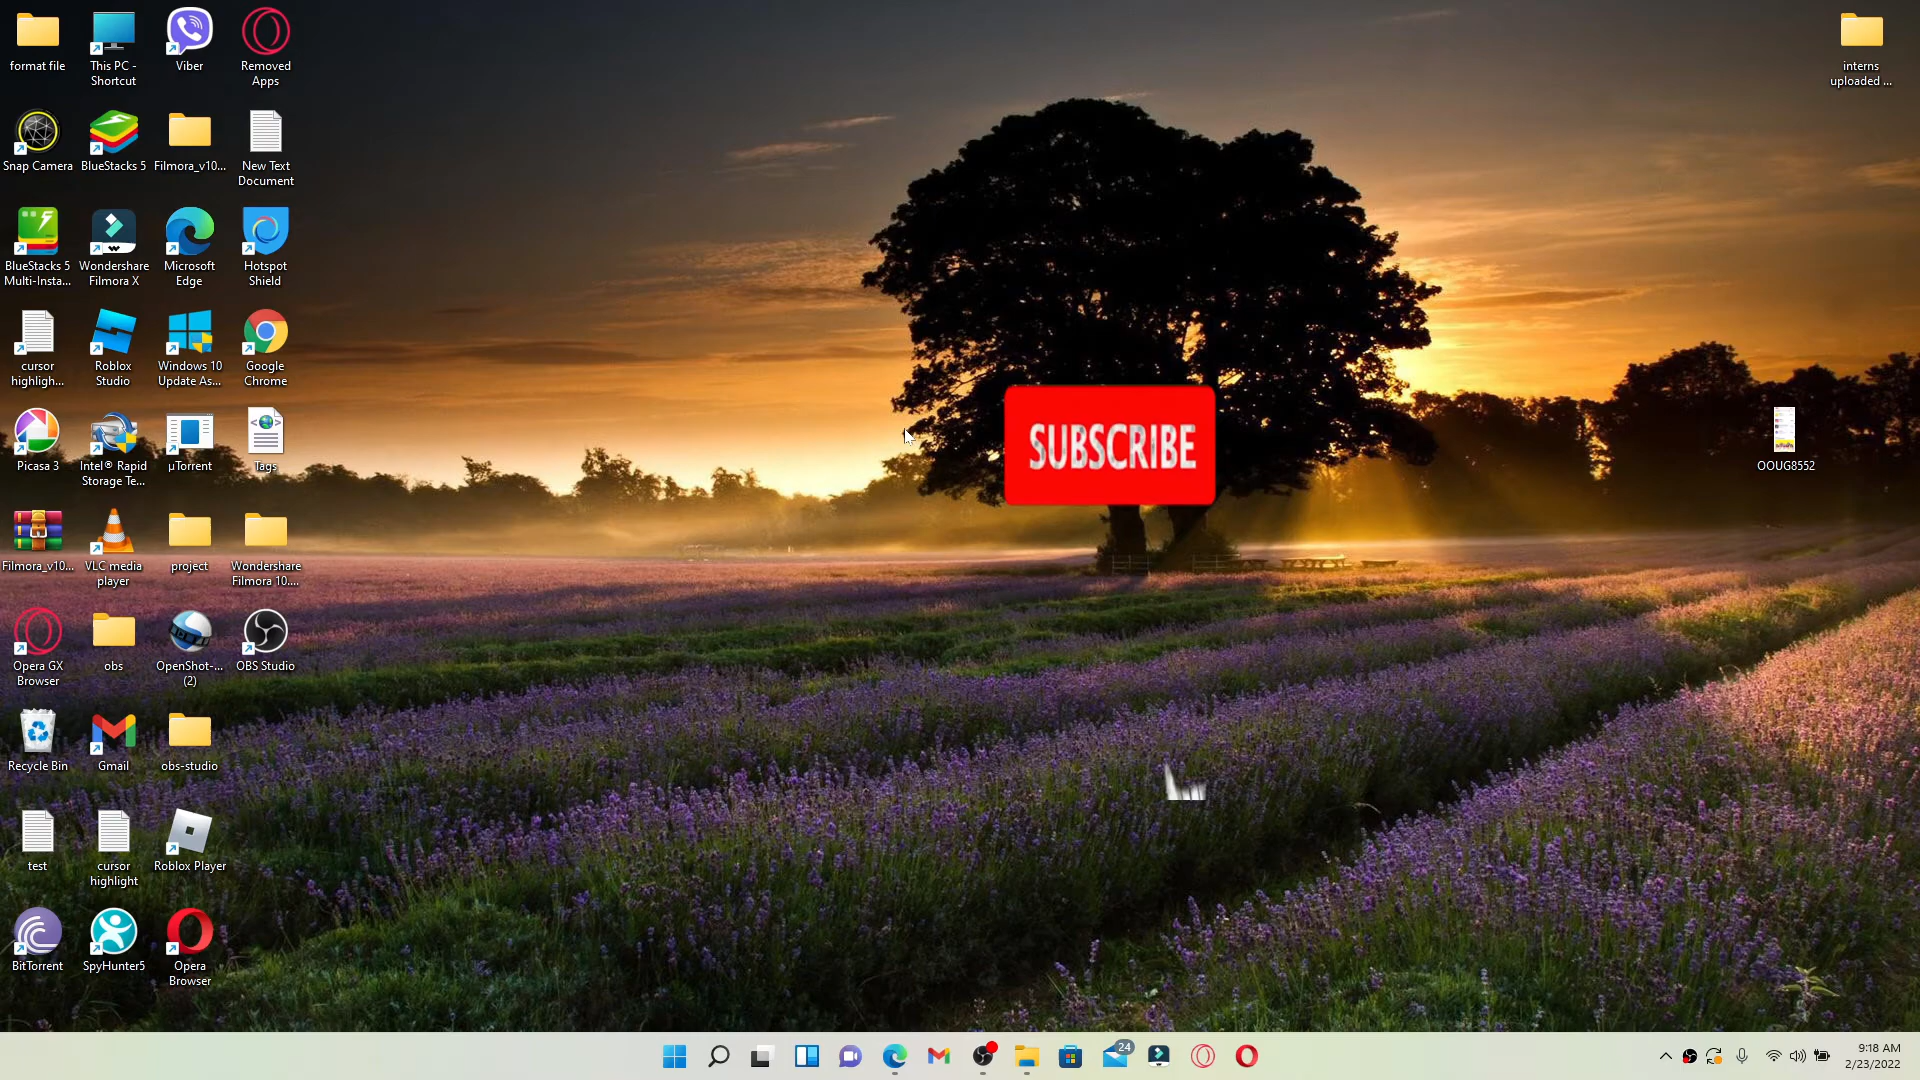 format file
This PC -
Shortcut
Viber
Removed
Apps
interns
uploaded ...
Snap Camera
BlueStacks 5
Filmora_v10...
New Text
Document
BlueStacks 5
Multi-Insta...
Wondershare
Filmora X
Microsoft
Edge
Hotspot
Shield
cursor
highligh...
Roblox
Studio
Windows 10
Update As...
Google
Chrome
SUBSCRIBE
Picasa 3
Intel® Rapid
Storage Te...
µTorrent
Tags
OOUG8552
Filmora_v10...
VLC media
player
project
Wondershare
Filmora 10....
Opera GX
Browser
obs
OpenShot-...
(2)
OBS Studio
Recycle Bin
Gmail
obs-studio
test
cursor
highlight
Roblox Player
BitTorrent
SpyHunter5
Opera
Browser
24
9:18 AM
2/23/2022